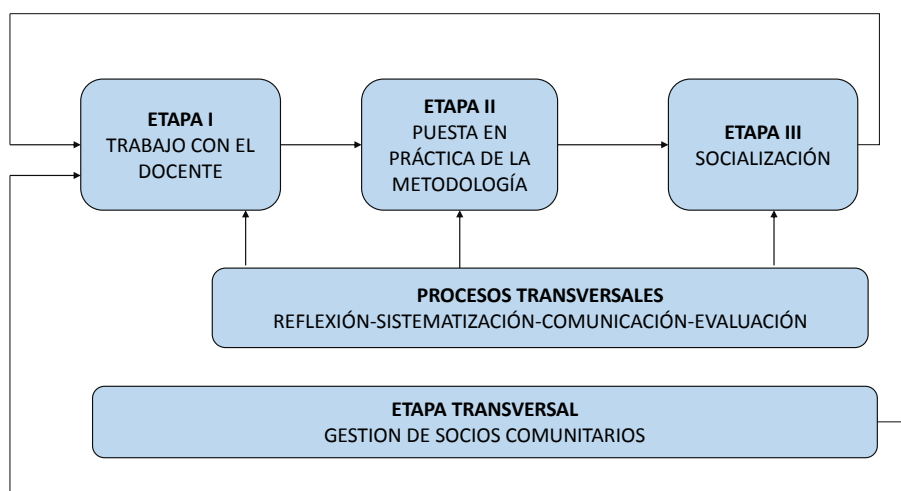 ETAPA I
TRABAJO CON EL
DOCENTE
ETAPA II
PUESTA EN
PRÁCTICA DE LA
METODOLOGÍA
ETAPA III
SOCIALIZACIÓN
PROCESOS TRANSVERSALES
REFLEXIÓN-SISTEMATIZACIÓN-COMUNICACIÓN-EVALUACIÓN
ETAPA TRANSVERSAL
GESTION DE SOCIOS COMUNITARIOS